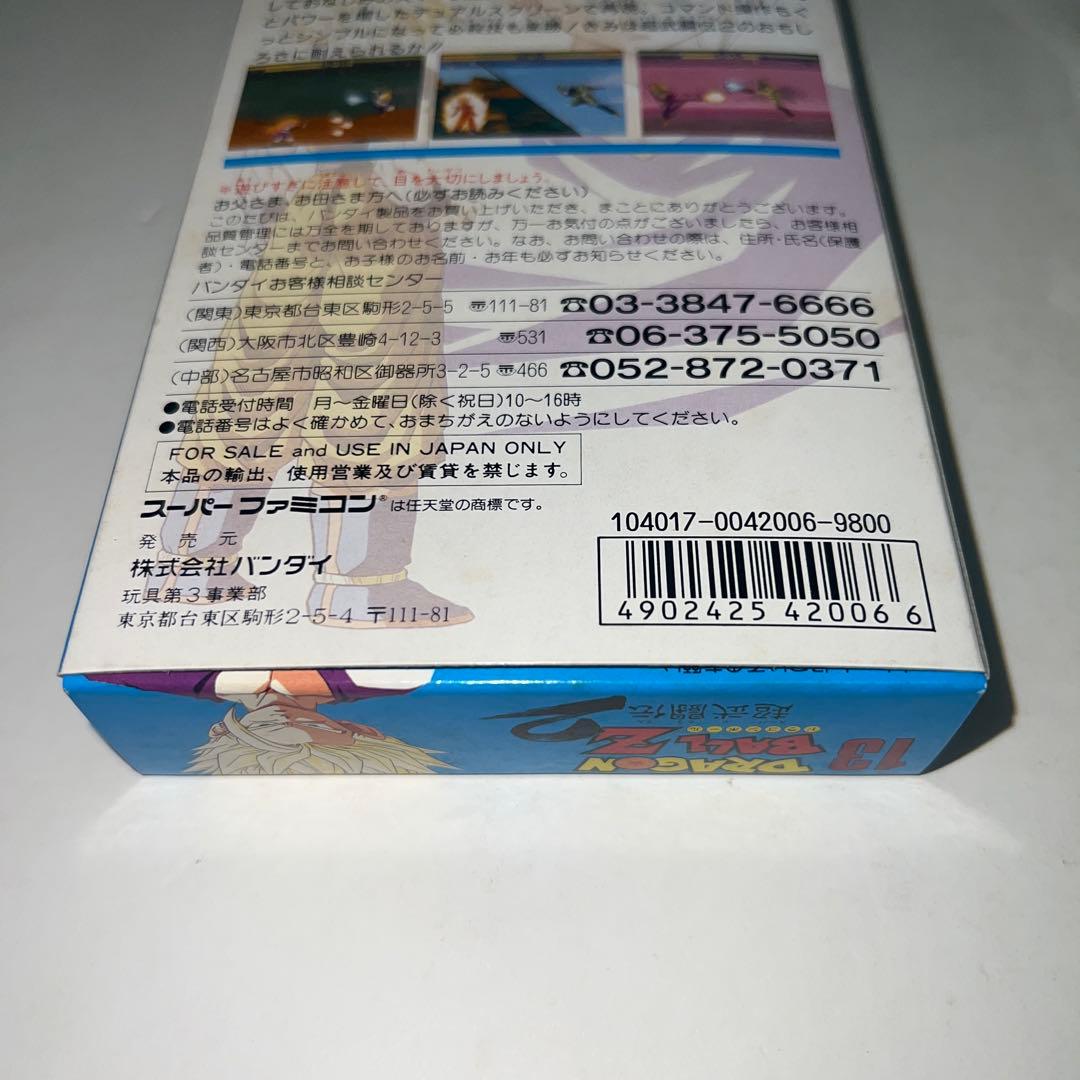 とパワーを増したデュアルスクリーンで実現。コマンド操作もぐ
っとシンプルになって必殺技も
超武闘伝2のおもし
ろさに耐えられるか!!
※遊びすぎに注意して、目を大切にしましょう。
お父さま、お母さま方へ(必ずお読みください)
このたびは、バンダイ製品をお買い上げいただき、まことにありがとうございます。
品質管理には万全を期しておりますが、万一お気付の点がございましたら、お客様相
談センターまでお問い合わせください。なお、お問い合わせの際は、住所・氏名(保護
者)・電話番号と、お子様のお名前・お年も必ずお知らせください。
バンダイお客様相談センター
(関東)東京都台東区駒形2-5-5 〒111-81 ☎03-3847-6666
(関西)大阪市北区豊崎4-12-3 〒531 ☎06-375-5050
(中部)名古屋市昭和区御器所3-2-5 〒466 ☎052-872-0371
●電話受付時間 月〜金曜日(除く祝日)10〜16時
●電話番号はよく確かめて、おまちがえのないようにしてください。
FOR SALE and USE IN JAPAN ONLY
本品の輸出、使用営業及び賃貸を禁じます。
スーパーファミコン®は任天堂の商標です。
発売元
株式会社バンダイ
玩具第3事業部
東京都台東区駒形2-5-4 〒111-81
104017-0042006-9800
4902425 420066
超武闘伝2
ドラゴンボール
DRAGON
BALL Z
13